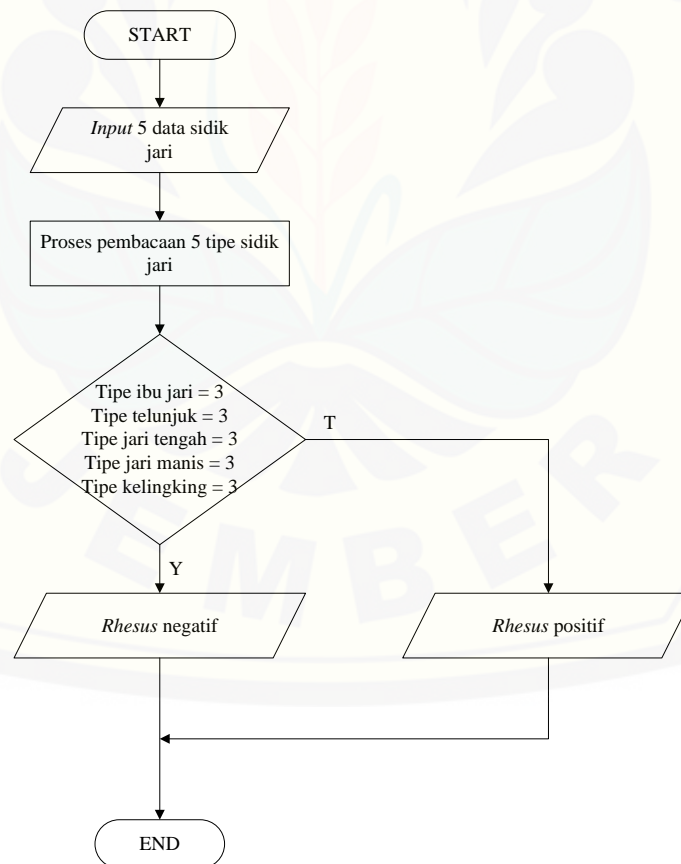 START
Input 5 data sidik
jari
Proses pembacaan 5 tipe sidik
jari
Tipe ibu jari = 3
Tipe telunjuk = 3
Tipe jari tengah = 3
Tipe jari manis = 3
Tipe kelingking = 3
T
Y
Rhesus negatif
Rhesus positif
END
JEMBER